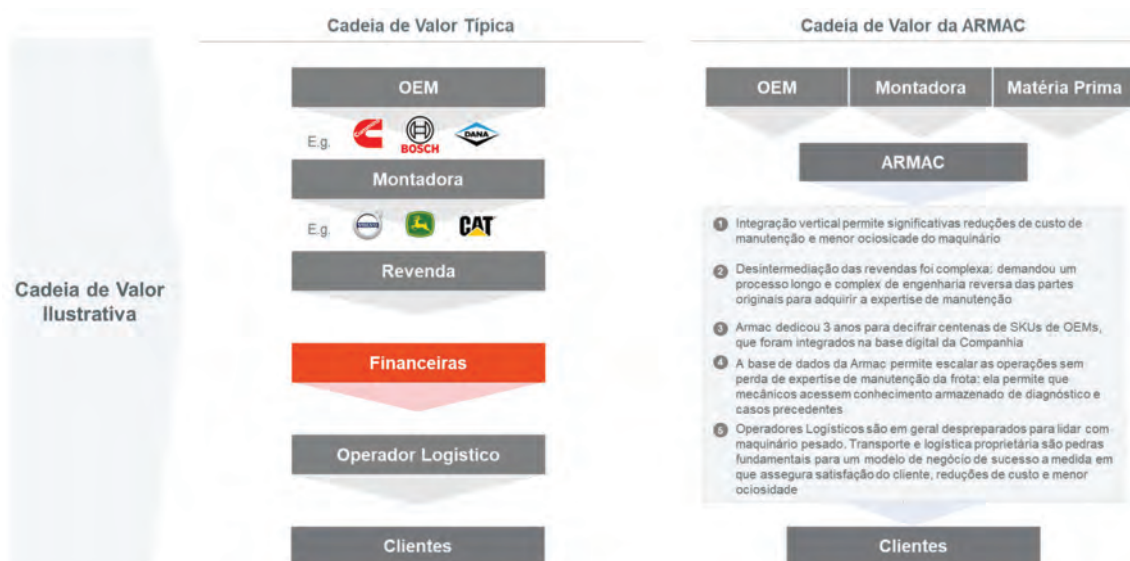 Cadeia de Valor Típica
Cadeia de Valor da ARMAC
Cadeia de Valor
Ilustrativa
OEM
E.g.
BOSCH
DANA
Montadora
E.g.
CAT
Revenda
Financeiras
Operador Logístico
Clientes
OEM
Montadora
Matéria Prima
ARMAC
1 Integração vertical permite significativas reduções de custo de
manutenção e menor ociosicade do maquinário
2 Desintermediação das revendas foi complexa: demandou um
processo longo e complex de engenharia reversa das partes
originais para adquirir a expertise de manutenção
3 Armac dedicou 3 anos para decifrar centenas de SKUs de OEMs,
que foram integrados na base digital da Companhia
4 A base de dados da Armac permite escalar as operações sem
perda de expertise de manutenção da frota: ela permite que
mecânicos acessem conhecimento armazenado de diagnóstico e
casos precedentes
5 Operadores Logísticos são em geral despreparados para lidar com
maquinário pesado. Transporte e logística proprietária são pedras
fundamentais para um modelo de negócio de sucesso a medida em
que assegura satisfação do cliente, reduções de custo e menor
ociosidade
Clientes